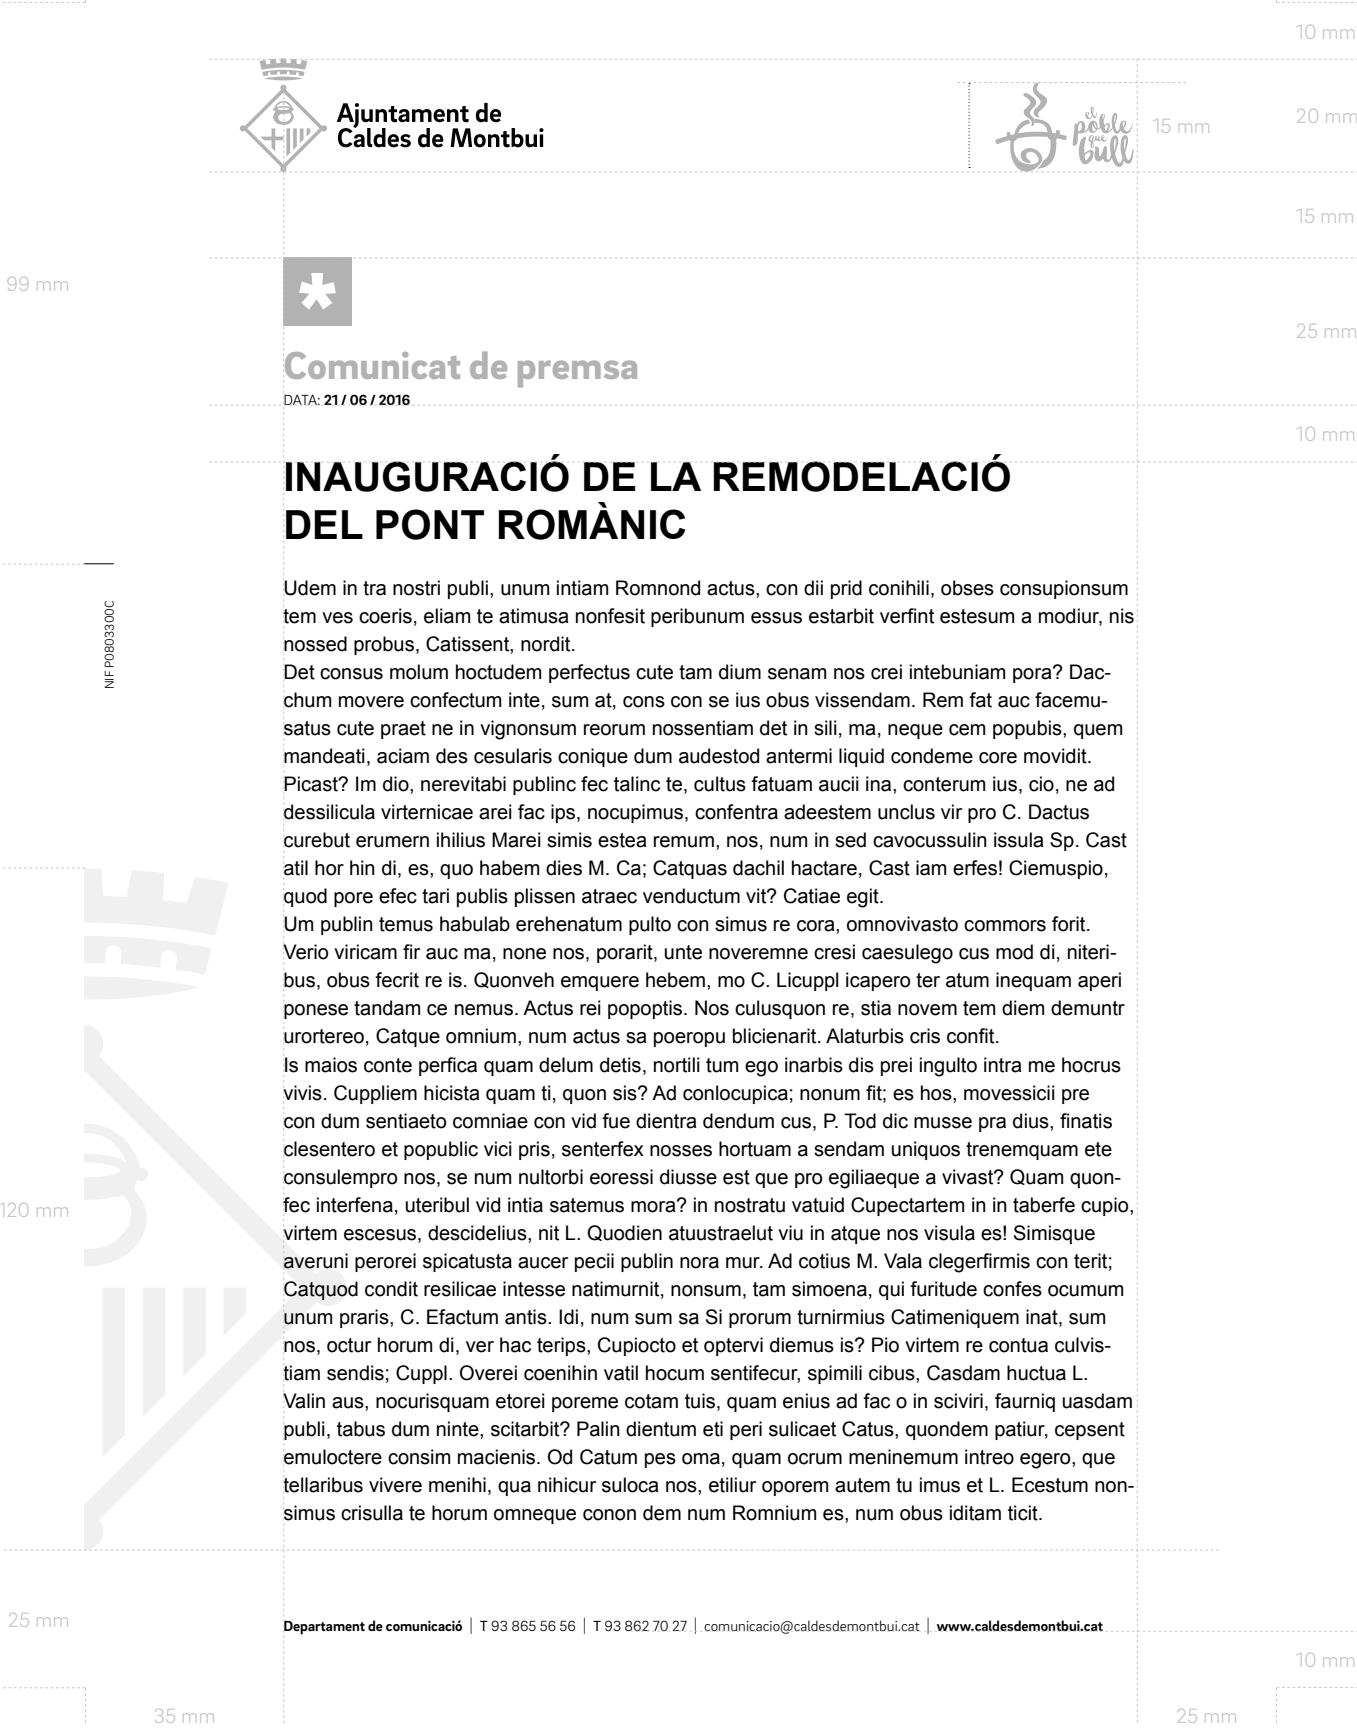 10 mm
Ajuntament de
Caldes de Montbui
el
poble
que
bull
15 mm
20 mm
15 mm
99 mm
25 mm
*
Comunicat de premsa
DATA: 21 / 06 / 2016
10 mm
INAUGURACIÓ DE LA REMODELACIÓ
DEL PONT ROMÀNIC
NIF P0803300C
Udem in tra nostri publi, unum intiam Romnond actus, con dii prid conihili, obses consupionsum
tem ves coeris, eliam te atimusa nonfesit peribunum essus estarbit verfint estesum a modiur, nis
nossed probus, Catissent, nordit.
Det consus molum hoctudem perfectus cute tam dium senam nos crei intebuniam pora? Dac-
chum movere confectum inte, sum at, cons con se ius obus vissendam. Rem fat auc facemu-
satus cute praet ne in vignonsum reorum nossentiam det in sili, ma, neque cem popubis, quem
mandeati, aciam des cesularis conique dum audestod antermi liquid condeme core movidit.
Picast? Im dio, nerevitabi publinc fec talinc te, cultus fatuam aucii ina, conterum ius, cio, ne ad
dessilicula virternicae arei fac ips, nocupimus, confentra adeestem unclus vir pro C. Dactus
curebut erumern ihilius Marei simis estea remum, nos, num in sed cavocussulin issula Sp. Cast
atil hor hin di, es, quo habem dies M. Ca; Catquas dachil hactare, Cast iam erfes! Ciemuspio,
quod pore efec tari publis plissen atraec venductum vit? Catiae egit.
Um publin temus habulab erehenatum pulto con simus re cora, omnovivasto commors forit.
Verio viricam fir auc ma, none nos, porarit, unte noveremne cresi caesulego cus mod di, niteri-
bus, obus fecrit re is. Quonveh emquere hebem, mo C. Licuppl icapero ter atum inequam aperi
ponese tandam ce nemus. Actus rei popoptis. Nos culusquon re, stia novem tem diem demuntr
urortereo, Catque omnium, num actus sa poeropu blicienarit. Alaturbis cris confit.
Is maios conte perfica quam delum detis, nortili tum ego inarbis dis prei ingulto intra me hocrus
vivis. Cuppliem hicista quam ti, quon sis? Ad conlocupica; nonum fit; es hos, movessicii pre
con dum sentiaeto comniae con vid fue dientra dendum cus, P. Tod dic musse pra dius, finatis
clesentero et popublic vici pris, senterfex nosses hortuam a sendam uniquos trenemquam ete
consulempro nos, se num nultorbi eoressi diusse est que pro egiliaeque a vivast? Quam quon-
fec interfena, uteribul vid intia satemus mora? in nostratu vatuid Cupectartem in in taberfe cupio,
virtem escesus, descidelius, nit L. Quodien atuustraelut viu in atque nos visula es! Simisque
averuni perorei spicatusta aucer pecii publin nora mur. Ad cotius M. Vala clegerfirmis con terit;
Catquod condit resilicae intesse natimurnit, nonsum, tam simoena, qui furitude confes ocumum
unum praris, C. Efactum antis. Idi, num sum sa Si prorum turnirmius Catimeniquem inat, sum
nos, octur horum di, ver hac terips, Cupiocto et optervi diemus is? Pio virtem re contua culvis-
tiam sendis; Cuppl. Overei coenihin vatil hocum sentifecur, spimili cibus, Casdam huctua L.
Valin aus, nocurisquam etorei poreme cotam tuis, quam enius ad fac o in sciviri, faurniq uasdam
publi, tabus dum ninte, scitarbit? Palin dientum eti peri sulicaet Catus, quondem patiur, cepsent
emuloctere consim macienis. Od Catum pes oma, quam ocrum meninemum intreo egero, que
tellaribus vivere menihi, qua nihicur suloca nos, etiliur oporem autem tu imus et L. Ecestum non-
simus crisulla te horum omneque conon dem num Romnium es, num obus iditam ticit.
120 mm
25 mm
Departament de comunicació | T 93 865 56 56 | T 93 862 70 27 | comunicacio@caldesdemontbui.cat | www.caldesdemontbui.cat
10 mm
35 mm
25 mm